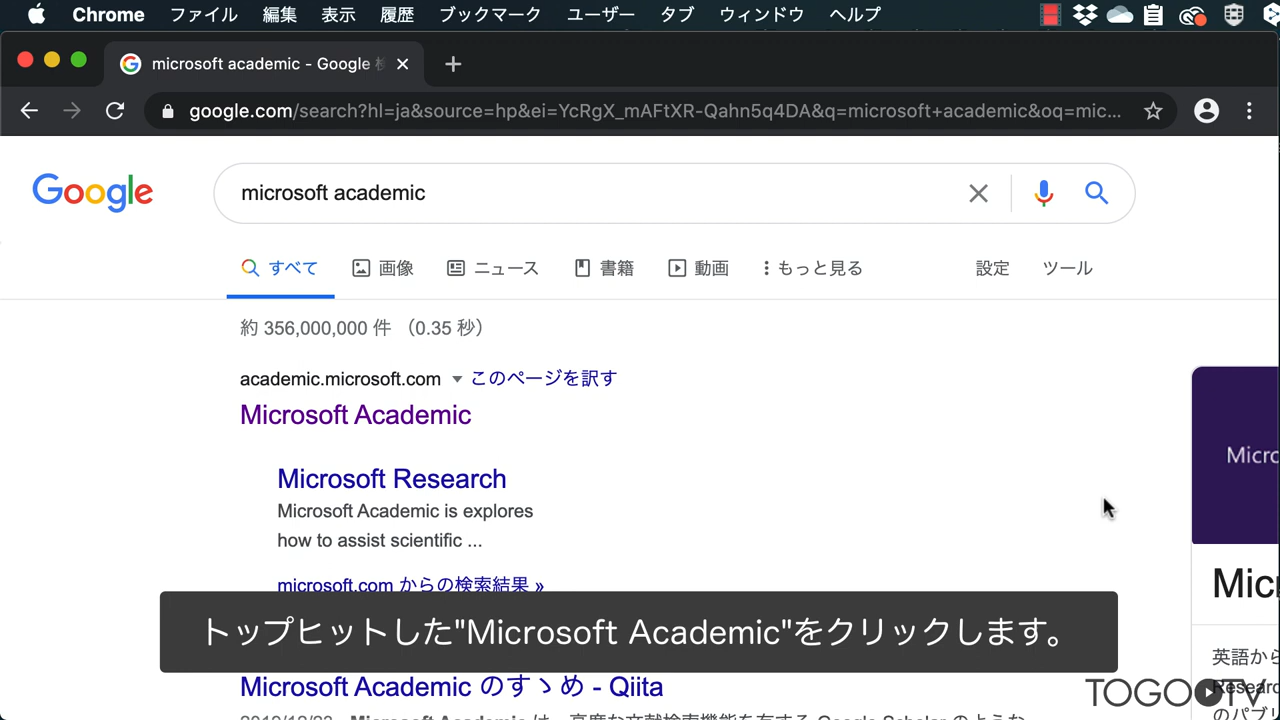 Chrome ファイル 編集 表示 履歴 ブックマーク ユーザー タブ ウィンドウ ヘルプ
microsoft academic - Google
google.com/search?hl=ja&source=hp&ei=YcRgX_mAFtXR-Qahn5q4DA&q=microsoft+academic&oq=mic...
Google
microsoft academic
すべて 画像 ニュース 書籍 動画 もっと見る 設定 ツール
約 356,000,000 件 （0.35 秒）
academic.microsoft.com このページを訳す
Microsoft Academic
Microsoft Research
Microsoft Academic is explores
how to assist scientific ...
microsoft.com からの検索結果 »
トップヒットした"Microsoft Academic"をクリックします。
Microsoft Academic のすゝめ - Qiita
Micro
Mic
英語から
TOGOTV